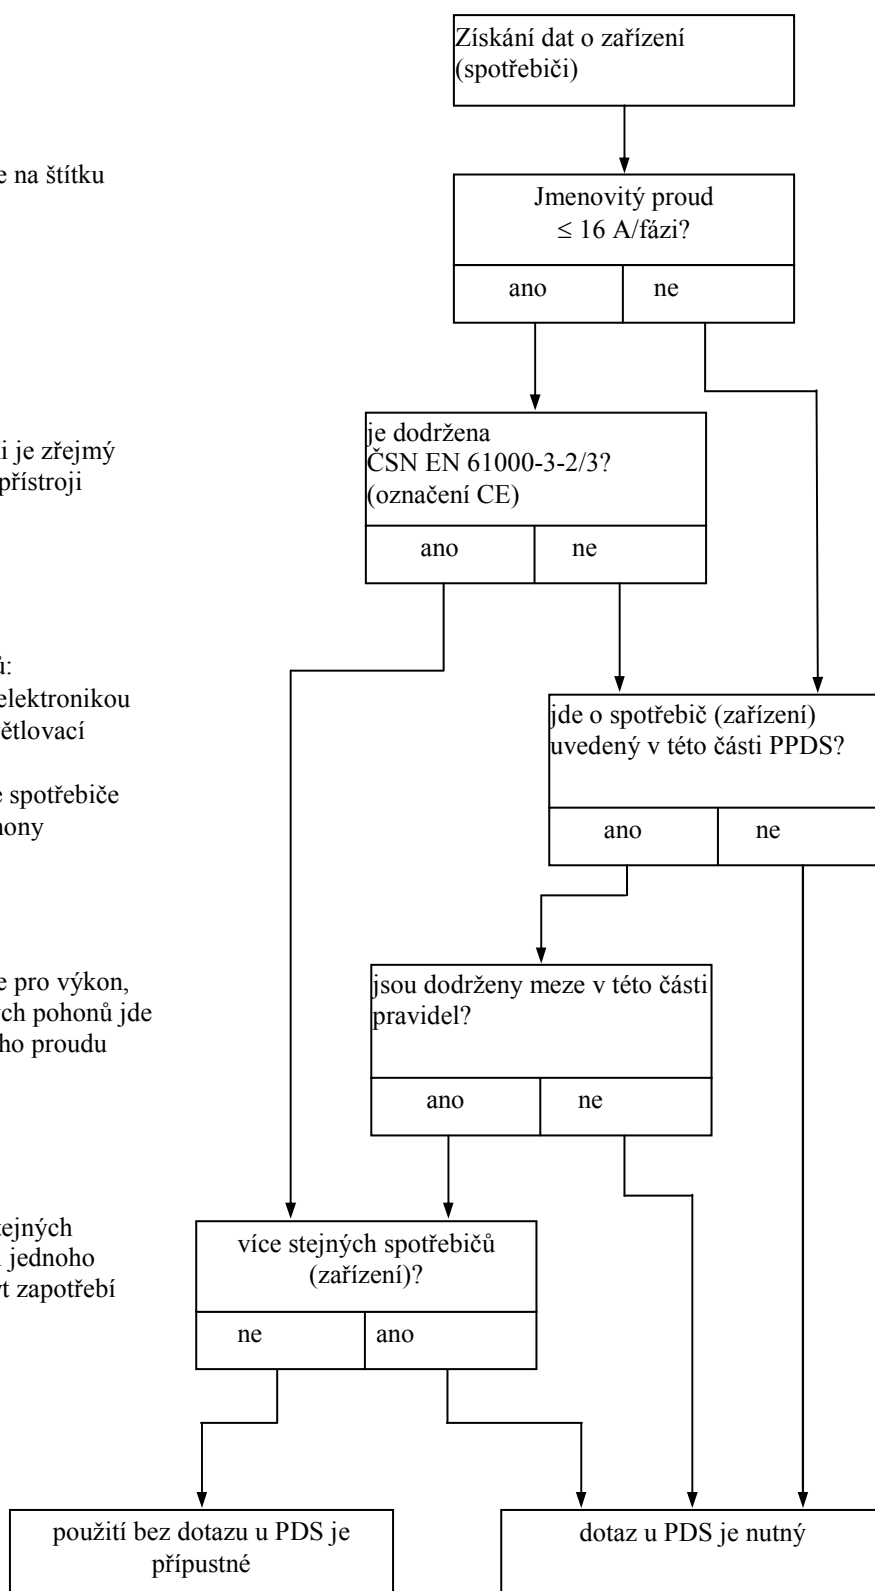 Získání dat o zařízení
(spotřebiči)
e na štítku
Jmenovitý proud
≤ 16 A/fázi?
ano
ne
i je zřejmý
přístroji
je dodržena
ČSN EN 61000-3-2/3?
(označení CE)
ano
ne
ů:
elektronikou
ětlovací
e spotřebiče
hony
jde o spotřebič (zařízení)
uvedený v této části PPDS?
ano
ne
e pro výkon,
ých pohonů jde
ho proudu
jsou dodrženy meze v této části
pravidel?
ano
ne
tejných
jednoho
ýt zapotřebí
více stejných spotřebičů
(zařízení)?
ne
ano
použití bez dotazu u PDS je
přípustné
dotaz u PDS je nutný